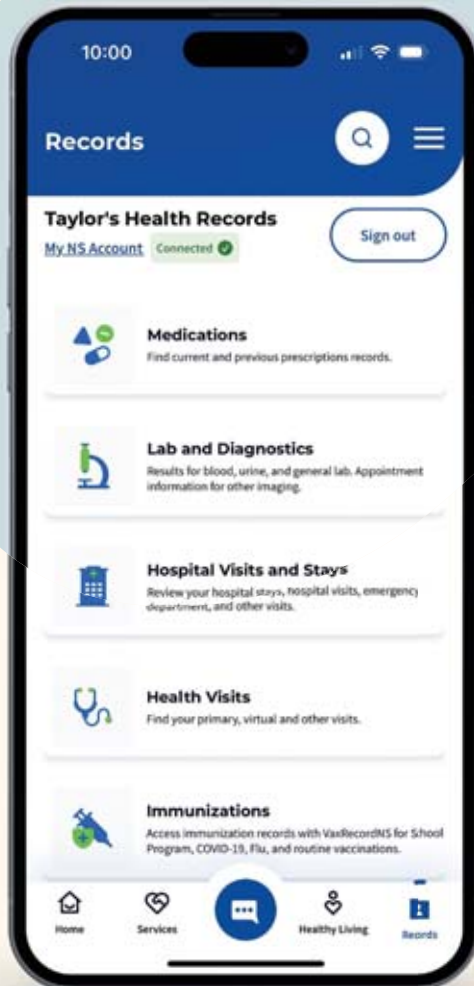 10:00
Records
Taylor's Health Records
Sign out
My NS Account Connected
Medications
Find current and previous prescriptions records.
Lab and Diagnostics
Results for blood, urine, and general lab. Appointment
information for other imaging.
Hospital Visits and Stays
Review your hospital stays, hospital visits, emergency
department, and other visits.
Health Visits
Find your primary, virtual and other visits.
Immunizations
Access immunization records with VaxRecordNS for School
Program, COVID-19, Flu, and routine vaccinations.
Home
Services
Healthy Living
Records